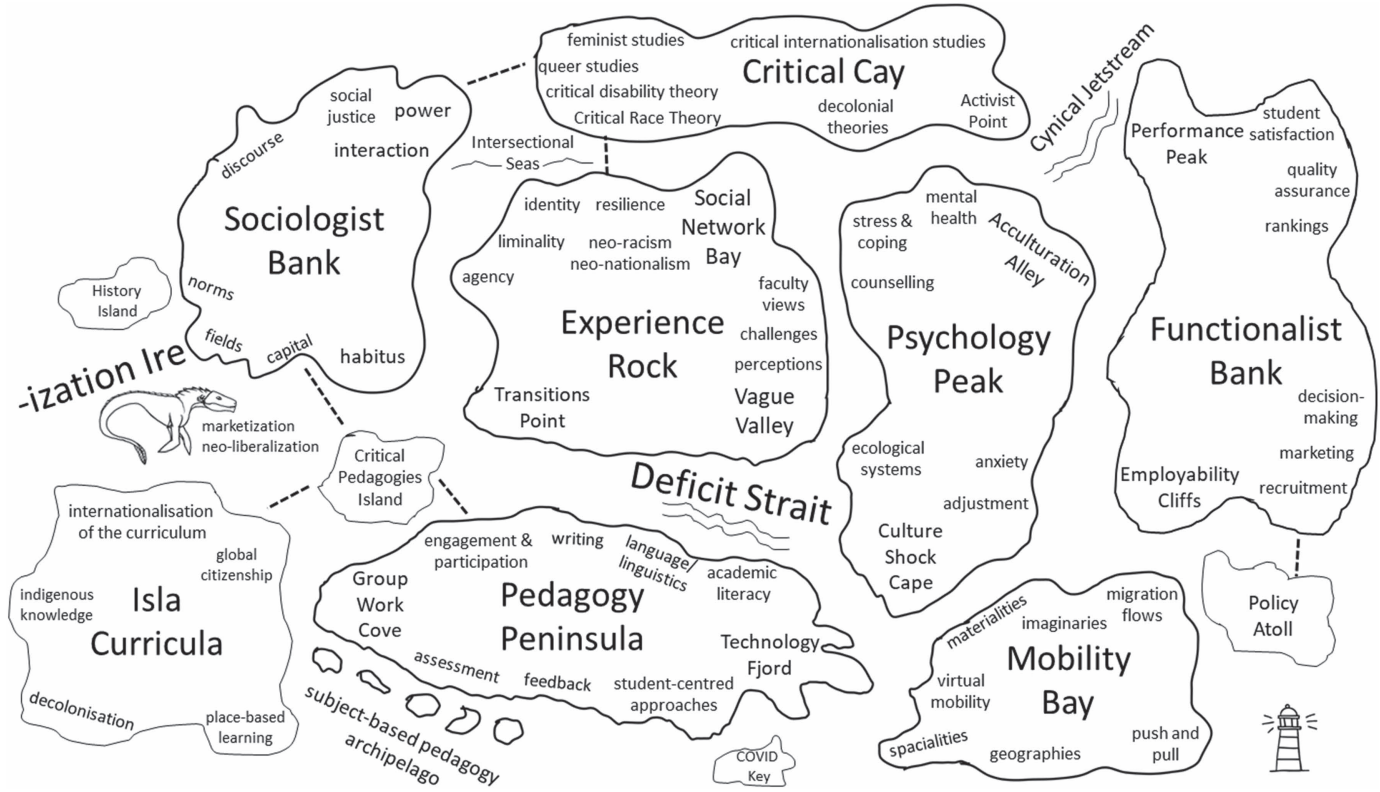 feminist studies
critical internationalisation studies
queer studies
Critical Cay
critical disability theory
Critical Race Theory
decolonial
theories
Activist
Point
Cynical Jetstream
social
justice
power
discourse
interaction
Sociologist
Bank
norms
fields
capital
habitus
Intersectional
Seas
History
Island
-ization Ire
marketization
neo-liberalization
identity
resilience
Social
Network
Bay
liminality
neo-racism
neo-nationalism
agency
faculty
views
Experience
Rock
challenges
perceptions
Transitions
Point
Vague
Valley
mental
health
stress &
coping
Acculturation
Alley
counselling
Psychology
Peak
ecological
systems
anxiety
adjustment
Culture
Shock
Cape
Performance
Peak
student
satisfaction
quality
assurance
rankings
Functionalist
Bank
decision-
making
marketing
Employability
Cliffs
recruitment
Critical
Pedagogies
Island
Deficit Strait
internationalisation
of the curriculum
global
citizenship
indigenous
knowledge
Isla
Curricula
decolonisation
place-based
learning
engagement &
participation
writing
language/
linguistics
academic
literacy
Group
Work
Cove
Pedagogy
Peninsula
Technology
Fjord
assessment
feedback
student-centred
approaches
subject-based pedagogy
archipelago
COVID
Key
materialities
imaginaries
migration
flows
Mobility
Bay
virtual
mobility
spacialities
geographies
push and
pull
Policy
Atoll